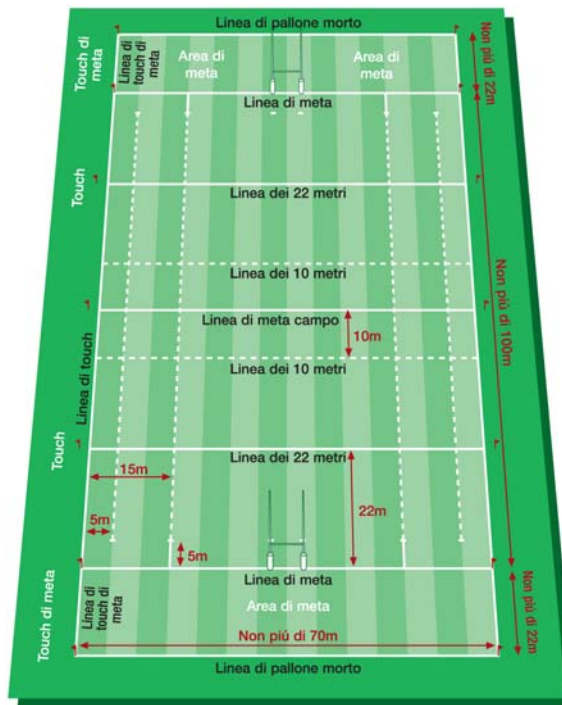 Linea di pallone morto
Touch di
meta
Linea di
touch di
meta
Area di
meta
Area di
meta
Non piú di 22m
Linea di meta
Touch
Linea dei 22 metri
Linea dei 10 metri
Non piú di 100m
Linea di meta campo
10m
Linea di touch
Linea dei 10 metri
Touch
Linea dei 22 metri
15m
22m
5m
5m
Linea di meta
Touch di meta
Linea di
touch di
meta
Area di meta
Non piú di 22m
Non piú di 70m
Linea di pallone morto